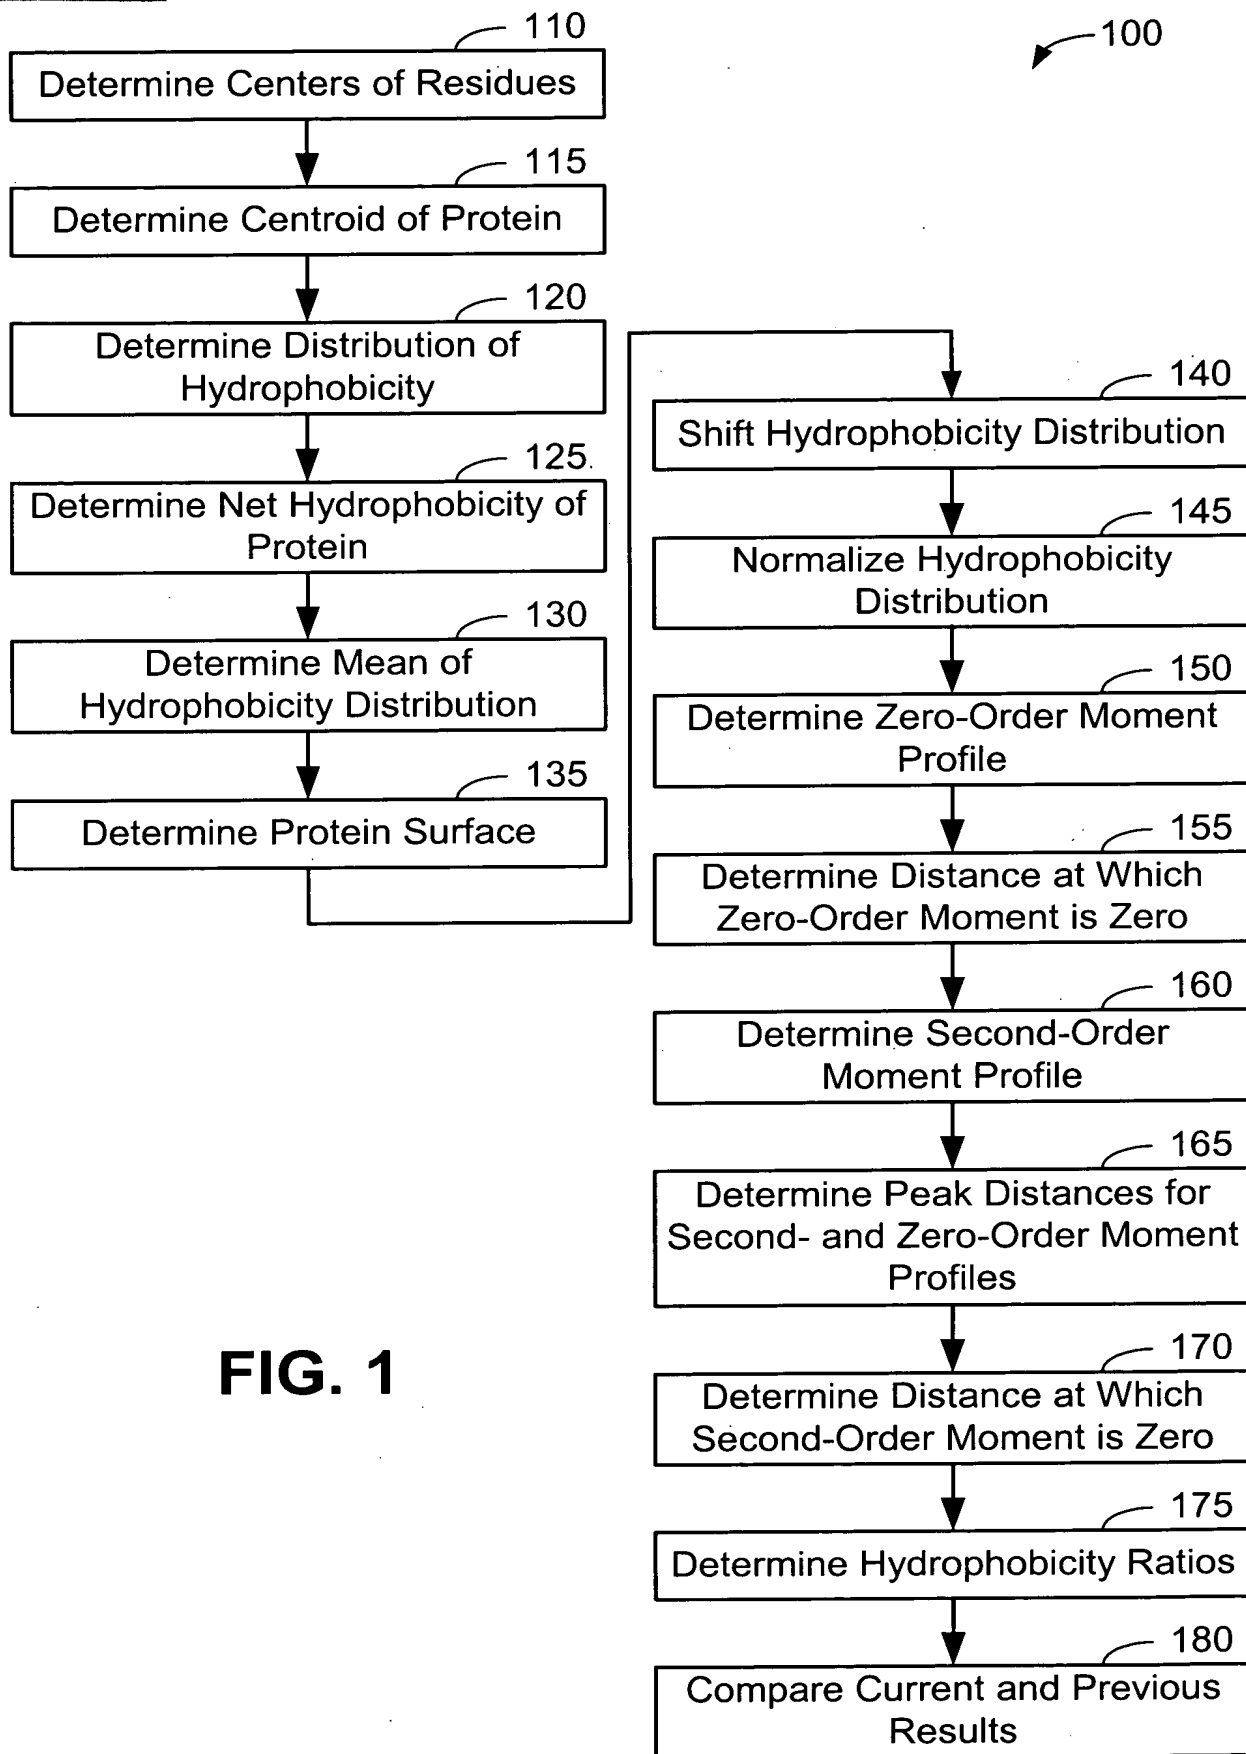 110
Determine Centers of Residues
115
Determine Centroid of Protein
120
Determine Distribution of
Hydrophobicity
125
Determine Net Hydrophobicity of
Protein
130
Determine Mean of
Hydrophobicity Distribution
135
Determine Protein Surface
100
140
Shift Hydrophobicity Distribution
145
Normalize Hydrophobicity
Distribution
150
Determine Zero-Order Moment
Profile
155
Determine Distance at Which
Zero-Order Moment is Zero
160
Determine Second-Order
Moment Profile
165
Determine Peak Distances for
Second- and Zero-Order Moment
Profiles
170
Determine Distance at Which
Second-Order Moment is Zero
175
Determine Hydrophobicity Ratios
180
Compare Current and Previous
Results
FIG. 1